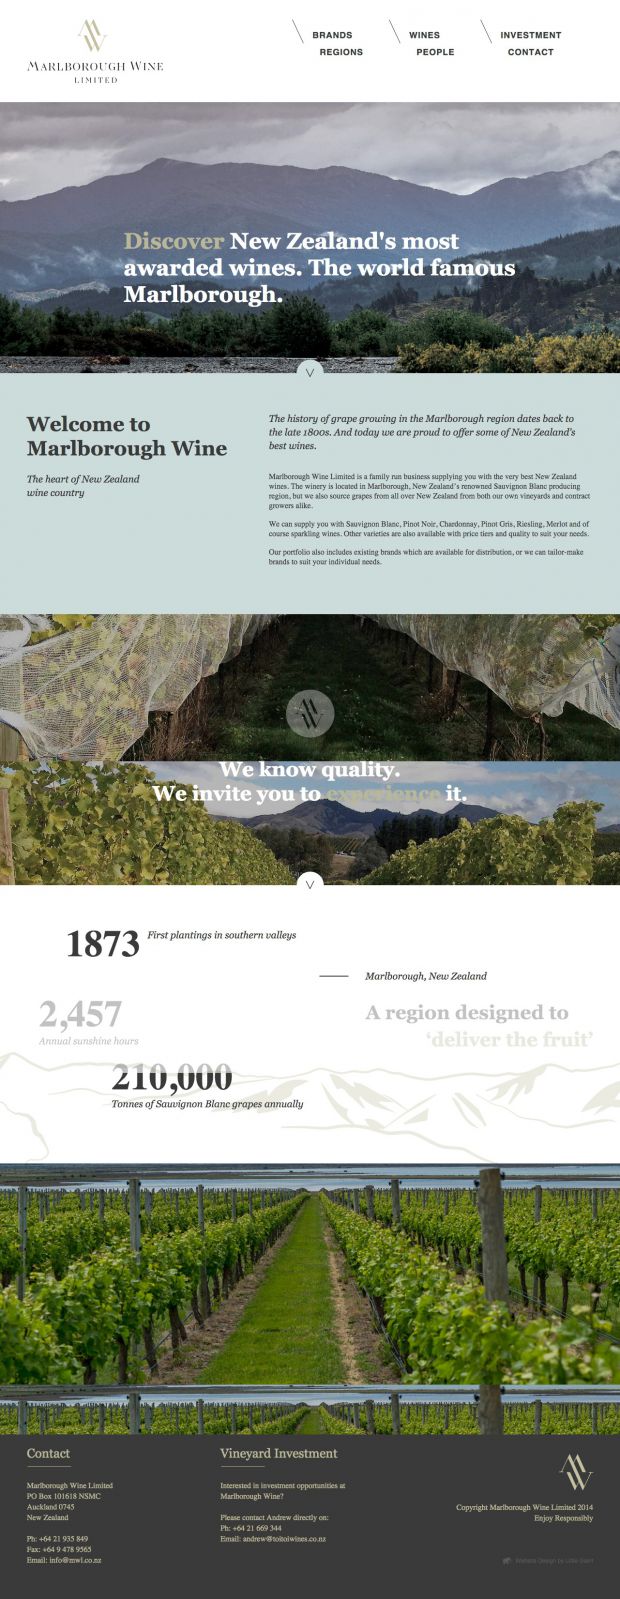 MARLBOROUGH WINE
LIMITED
BRANDS
REGIONS
WINES
PEOPLE
INVESTMENT
CONTACT
Discover New Zealand's most
awarded wines. The world famous
Marlborough.
Welcome to
Marlborough Wine
The heart of New Zealand
wine country
The history of grape growing in the Marlborough region dates back to
the late 1800s. And today we are proud to offer some of New Zealand's
best wines.
Marlborough Wine Limited is a family run business supplying you with the very best New Zealand
wines. The winery is located in Marlborough, New Zealand's renowned Sauvignon Blanc producing
region, but we also source grapes from all over New Zealand from both our own vineyards and contract
growers alike.
We can supply you with Sauvignon Blanc, Pinot Noir, Chardonnay, Pinot Gris, Riesling, Merlot and of
course sparkling wines. Other varieties are also available with price tiers and quality to suit your needs.
Our portfolio also includes existing brands which are available for distribution, or we can tailor-make
brands to suit your individual needs.
We know quality.
We invite you to experience it.
1873 First plantings in southern valleys
Marlborough, New Zealand
2,457
Annual sunshine hours
A region designed to
‘deliver the fruit’
210,000
Tonnes of Sauvignon Blanc grapes annually
Contact
Marlborough Wine Limited
PO Box 101618 NSMC
Auckland 0745
New Zealand
Ph: +64 21 935 849
Fax: +64 9 478 9565
Email: info@mwl.co.nz
Vineyard Investment
Interested in investment opportunities at
Marlborough Wine?
Please contact Andrew directly on:
Ph: +64 21 669 344
Email: andrew@toitoiwines.co.nz
Copyright Marlborough Wine Limited 2014
Enjoy Responsibly
Website Design by Little Giant